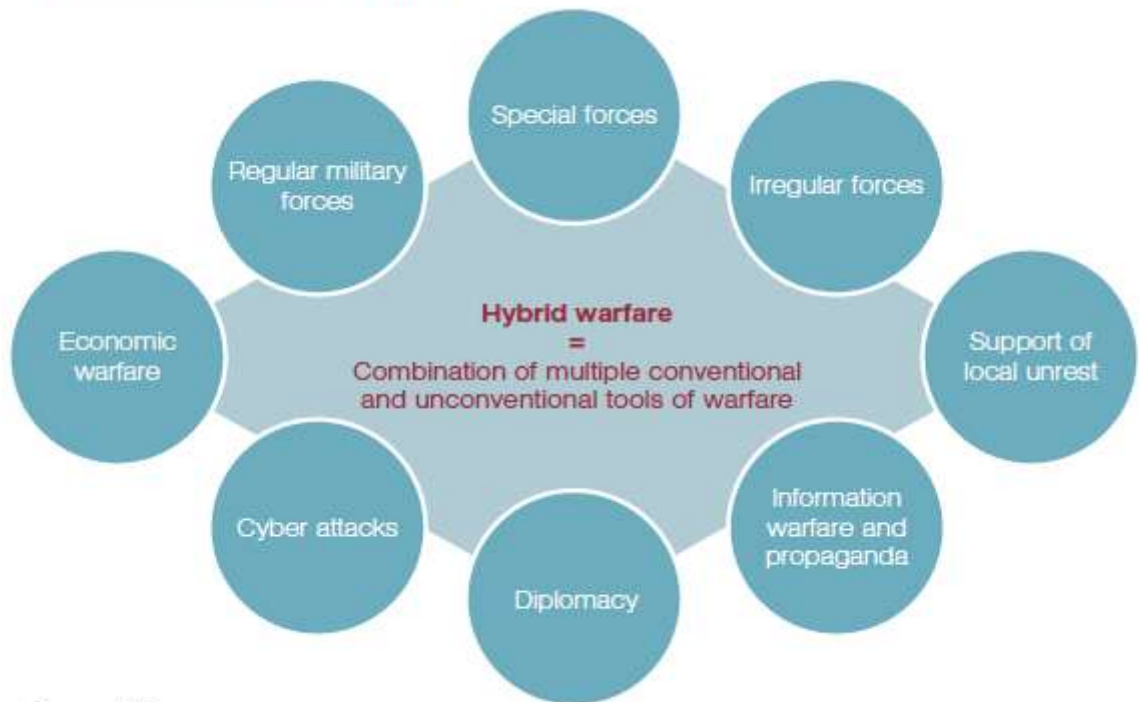 Special forces
Regular military
forces
Irregular forces
Economic
warfare
Hybrid warfare
=
Combination of multiple conventional
and unconventional tools of warfare
Support of
local unrest
Cyber attacks
Information
warfare and
propaganda
Diplomacy